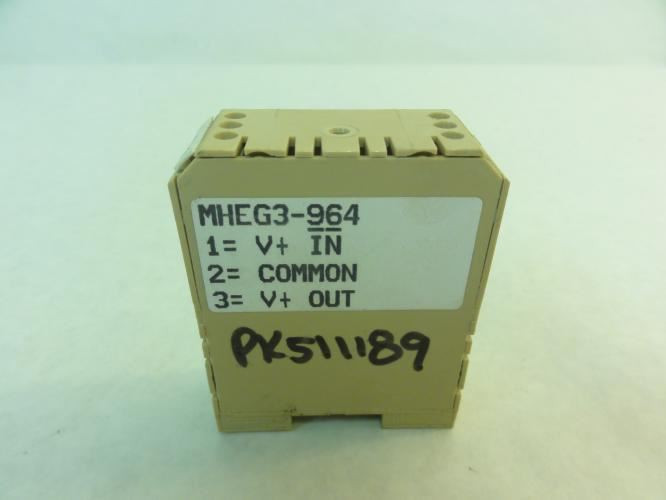 MHEG3-964
1= V+ IN
2= COMMON
3= V+ OUT
PK511189